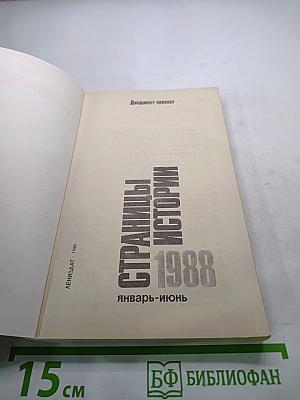 Дайджест прессы
СТРАНИЦЫ
ИСТОРИИ
1988
январь-июнь
ЛЕНИЗДАТ · 1989
15 см
БФ БИБЛИОФАН